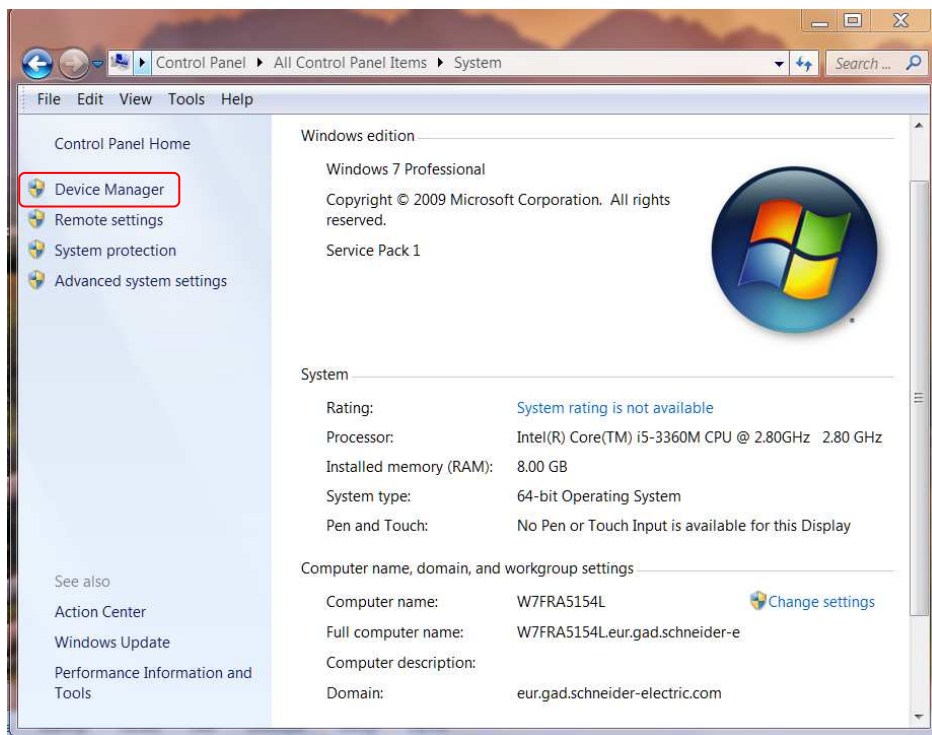 Control Panel ▸ All Control Panel Items ▸ System
Search ...
File Edit View Tools Help
Control Panel Home
Device Manager
Remote settings
System protection
Advanced system settings
See also
Action Center
Windows Update
Performance Information and
Tools
Windows edition
Windows 7 Professional
Copyright © 2009 Microsoft Corporation. All rights
reserved.
Service Pack 1
System
Rating: System rating is not available
Processor: Intel(R) Core(TM) i5-3360M CPU @ 2.80GHz 2.80 GHz
Installed memory (RAM): 8.00 GB
System type: 64-bit Operating System
Pen and Touch: No Pen or Touch Input is available for this Display
Computer name, domain, and workgroup settings
Computer name: W7FRA5154L Change settings
Full computer name: W7FRA5154L.eur.gad.schneider-e
Computer description:
Domain: eur.gad.schneider-electric.com